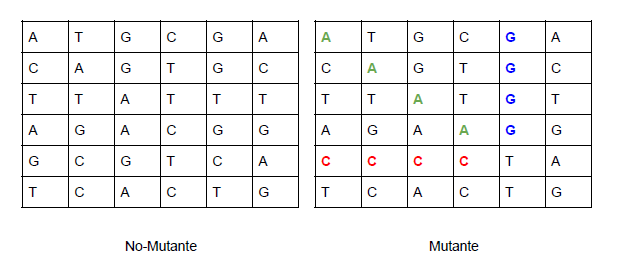 A T G C G A
C A G T G C
T T A T T T
A G A C G G
G C G T C A
T C A C T G
No-Mutante
A T G C G A
C A G T G C
T T A T G T
A G A A G G
C C C C T A
T C A C T G
Mutante